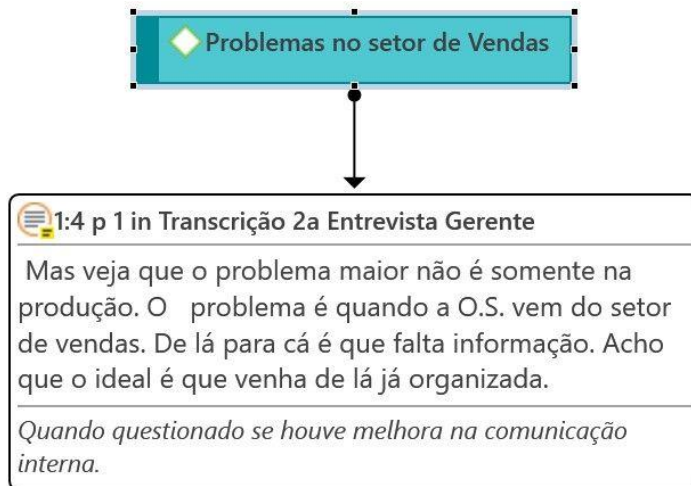 Problemas no setor de Vendas
1:4 p 1 in Transcrição 2a Entrevista Gerente
Mas veja que o problema maior não é somente na
produção. O problema é quando a O.S. vem do setor
de vendas. De lá para cá é que falta informação. Acho
que o ideal é que venha de lá já organizada.
Quando questionado se houve melhora na comunicação
interna.